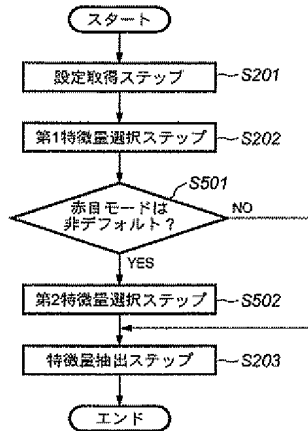 スタート
設定取得ステップ S201
第1特徴量選択ステップ S202
S501
赤目モードは
非デフォルト？ NO
YES
第2特徴量選択ステップ S502
特徴量抽出ステップ S203
エンド